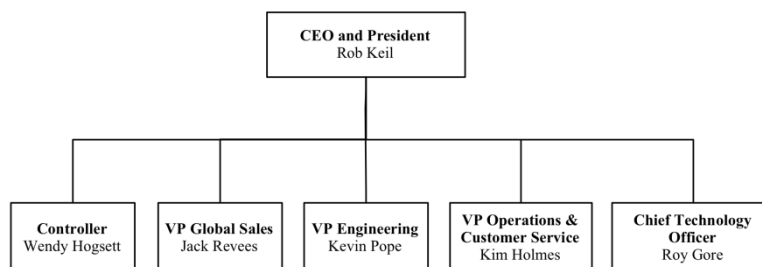 CEO and President
Rob Keil
Controller
Wendy Hogsett
VP Global Sales
Jack Revees
VP Engineering
Kevin Pope
VP Operations &
Customer Service
Kim Holmes
Chief Technology
Officer
Roy Gore